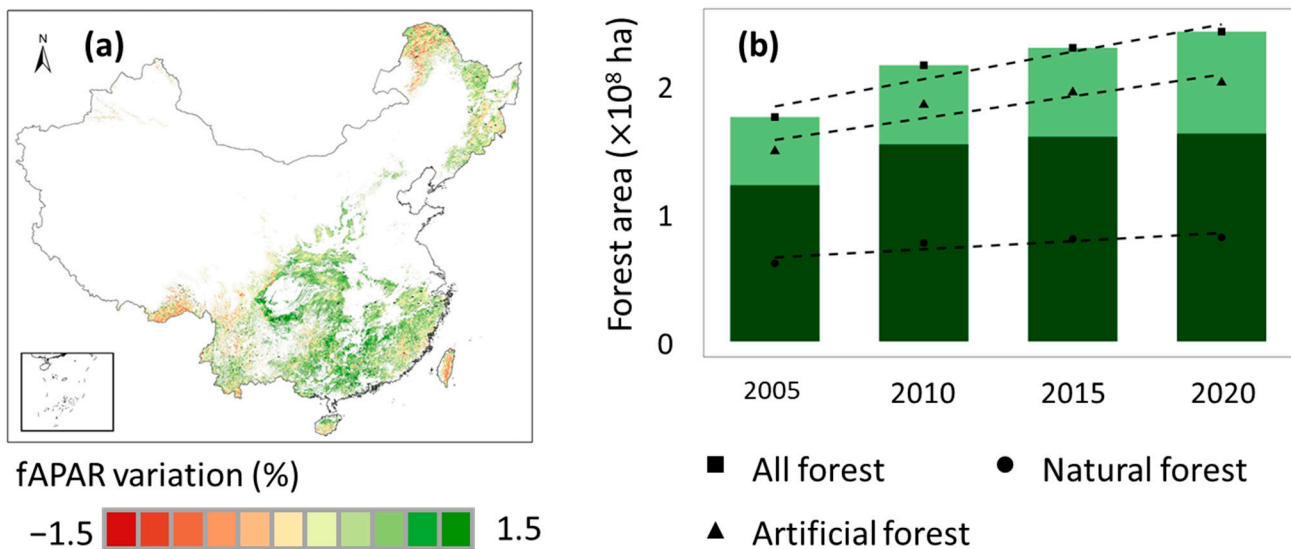 N
(a)
fAPAR variation (%)
−1.5
1.5
(b)
Forest area (×10⁸ ha)
2
1
0
2005
2010
2015
2020
All forest
Natural forest
Artificial forest